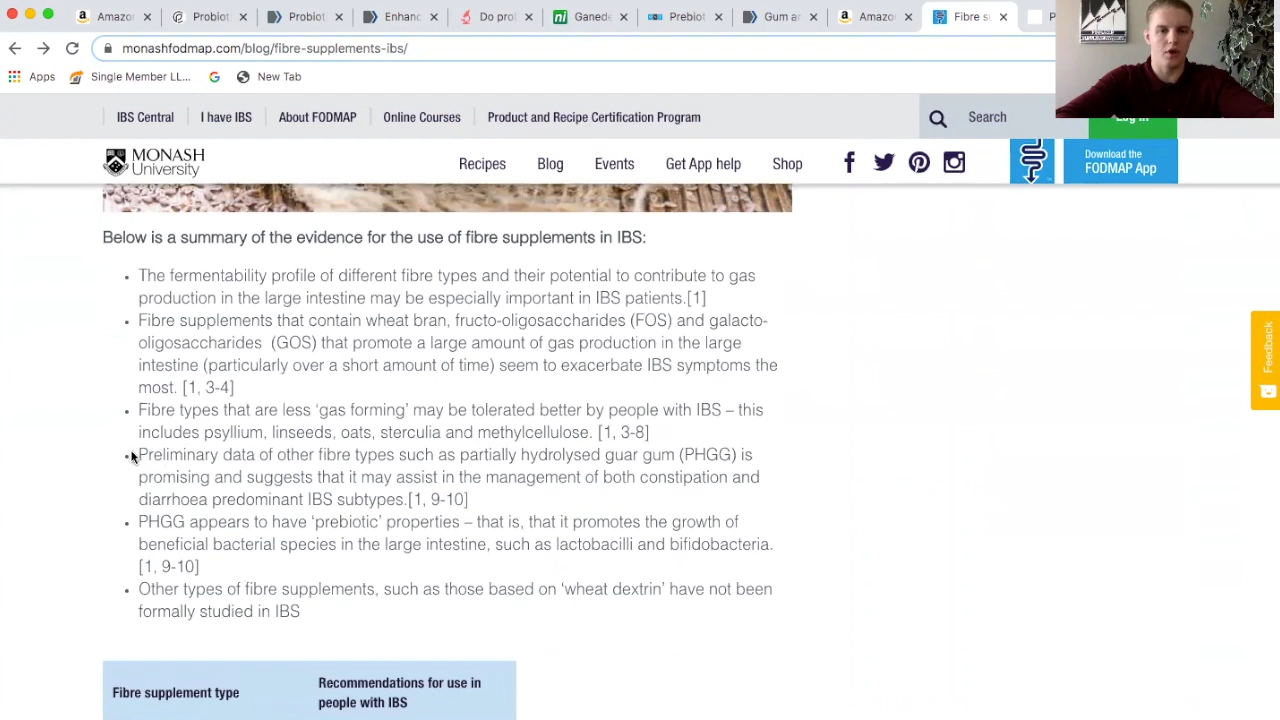 Amazo
Probiot
Probiot
Enhanc
Do prol
Ganede
Prebiot
Gum ar
Amazo
Fibre su
P
monashfodmap.com/blog/fibre-supplements-ibs/
Apps
Single Member LL...
New Tab
IBS Central
I have IBS
About FODMAP
Online Courses
Product and Recipe Certification Program
Search
Log in
MONASH
University
Recipes
Blog
Events
Get App help
Shop
Download the
FODMAP App
Below is a summary of the evidence for the use of fibre supplements in IBS:
• The fermentability profile of different fibre types and their potential to contribute to gas
production in the large intestine may be especially important in IBS patients.[1]
• Fibre supplements that contain wheat bran, fructo-oligosaccharides (FOS) and galacto-
oligosaccharides (GOS) that promote a large amount of gas production in the large
intestine (particularly over a short amount of time) seem to exacerbate IBS symptoms the
most. [1, 3-4]
• Fibre types that are less ‘gas forming’ may be tolerated better by people with IBS – this
includes psyllium, linseeds, oats, sterculia and methylcellulose. [1, 3-8]
• Preliminary data of other fibre types such as partially hydrolysed guar gum (PHGG) is
promising and suggests that it may assist in the management of both constipation and
diarrhoea predominant IBS subtypes.[1, 9-10]
• PHGG appears to have ‘prebiotic’ properties – that is, that it promotes the growth of
beneficial bacterial species in the large intestine, such as lactobacilli and bifidobacteria.
[1, 9-10]
• Other types of fibre supplements, such as those based on ‘wheat dextrin’ have not been
formally studied in IBS
Feedback
Fibre supplement type
Recommendations for use in
people with IBS